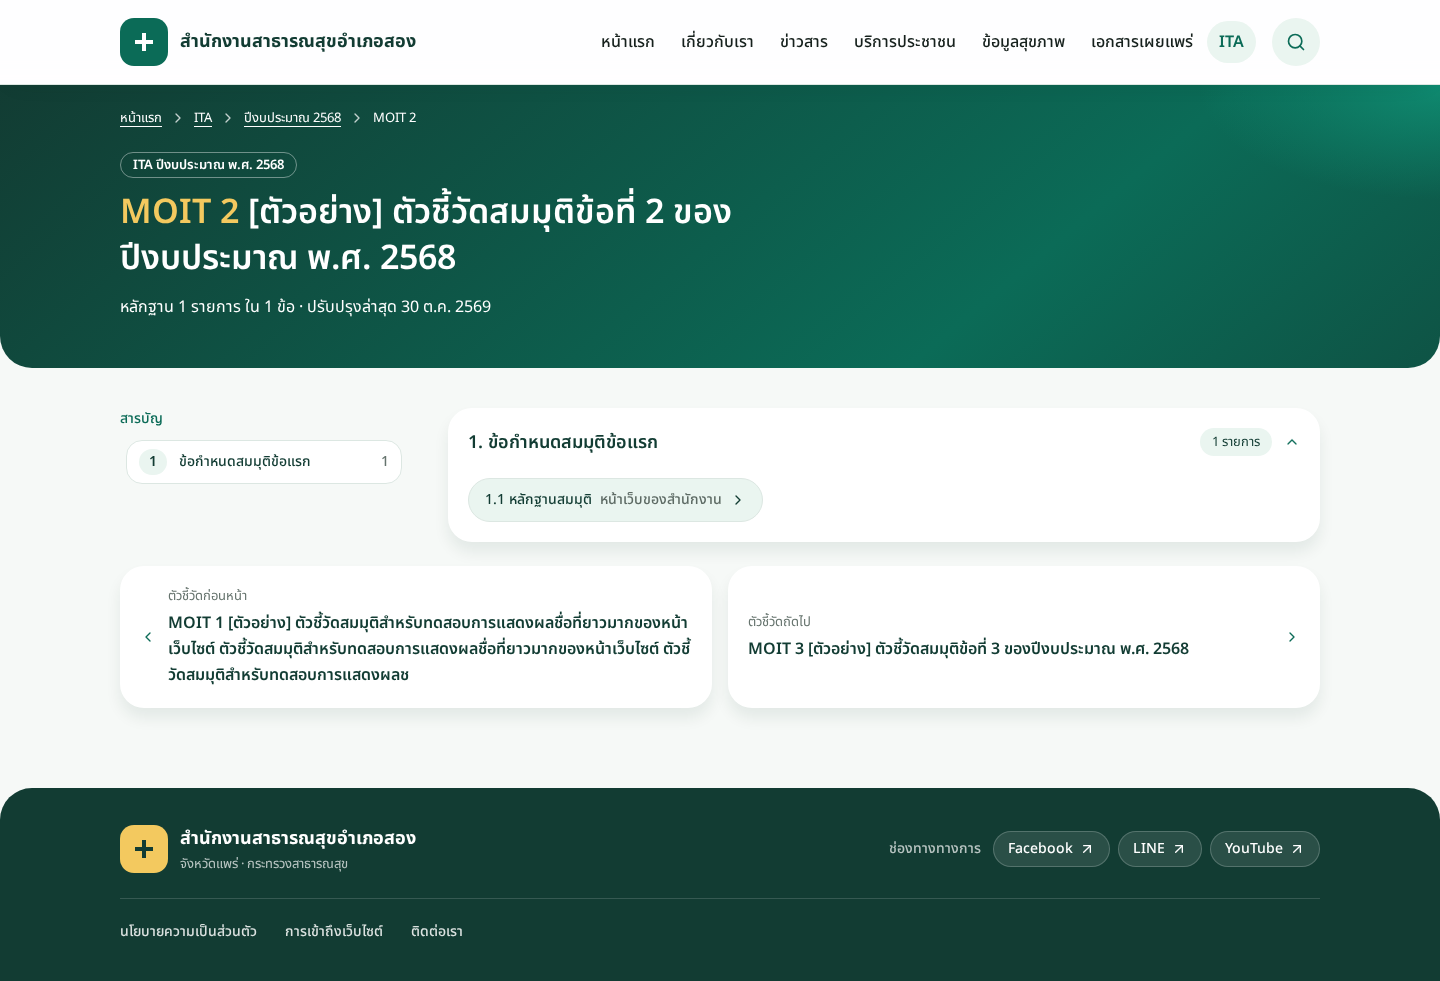 สำนักงานสาธารณสุขอำเภอสอง
หน้าแรก
เกี่ยวกับเรา
ข่าวสาร
บริการประชาชน
ข้อมูลสุขภาพ
เอกสารเผยแพร่
ITA
หน้าแรก
ITA
ปีงบประมาณ 2568
MOIT 2
ITA ปีงบประมาณ พ.ศ. 2568
MOIT 2 [ตัวอย่าง] ตัวชี้วัดสมมุติข้อที่ 2 ของ
ปีงบประมาณ พ.ศ. 2568
หลักฐาน 1 รายการ ใน 1 ข้อ · ปรับปรุงล่าสุด 30 ต.ค. 2569
สารบัญ
1 ข้อกำหนดสมมุติข้อแรก 1
1. ข้อกำหนดสมมุติข้อแรก
1 รายการ
1.1 หลักฐานสมมุติ หน้าเว็บของสำนักงาน
ตัวชี้วัดก่อนหน้า
MOIT 1 [ตัวอย่าง] ตัวชี้วัดสมมุติสำหรับทดสอบการแสดงผลชื่อที่ยาวมากของหน้า
เว็บไซต์ ตัวชี้วัดสมมุติสำหรับทดสอบการแสดงผลชื่อที่ยาวมากของหน้าเว็บไซต์ ตัวชี้
วัดสมมุติสำหรับทดสอบการแสดงผลช
ตัวชี้วัดถัดไป
MOIT 3 [ตัวอย่าง] ตัวชี้วัดสมมุติข้อที่ 3 ของปีงบประมาณ พ.ศ. 2568
สำนักงานสาธารณสุขอำเภอสอง
จังหวัดแพร่ · กระทรวงสาธารณสุข
ช่องทางทางการ
Facebook
LINE
YouTube
นโยบายความเป็นส่วนตัว
การเข้าถึงเว็บไซต์
ติดต่อเรา